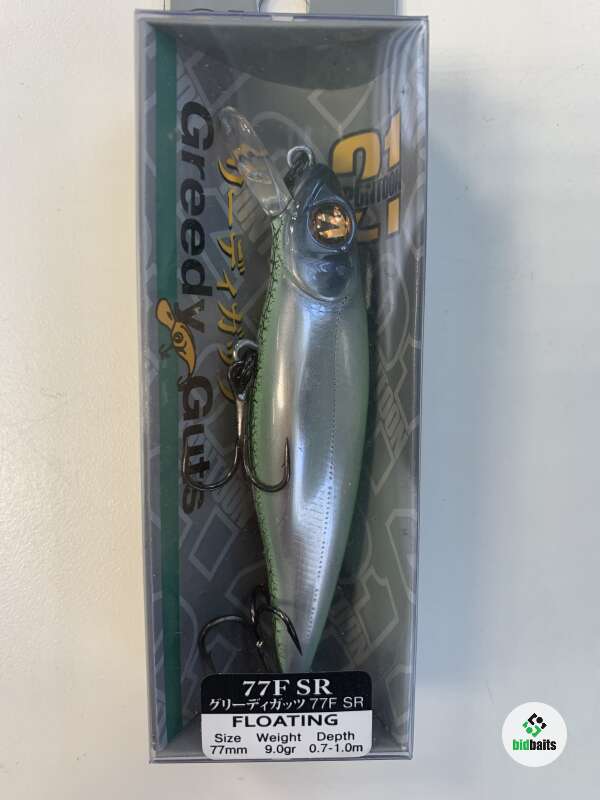 Greedy Guts
グリーディガッツ
77F SR
グリーディガッツ 77F SR
FLOATING
Size Weight Depth
77mm 9.0gr 0.7-1.0m
bidbaits